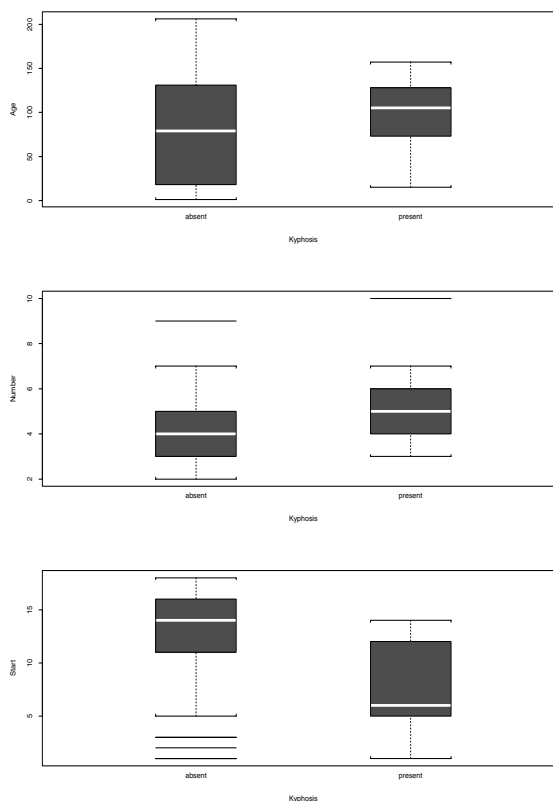 200
150
100
50
0
Age
absent present
Kyphosis
10
8
6
4
2
Number
absent present
Kyphosis
15
10
5
Start
absent present
Kyphosis